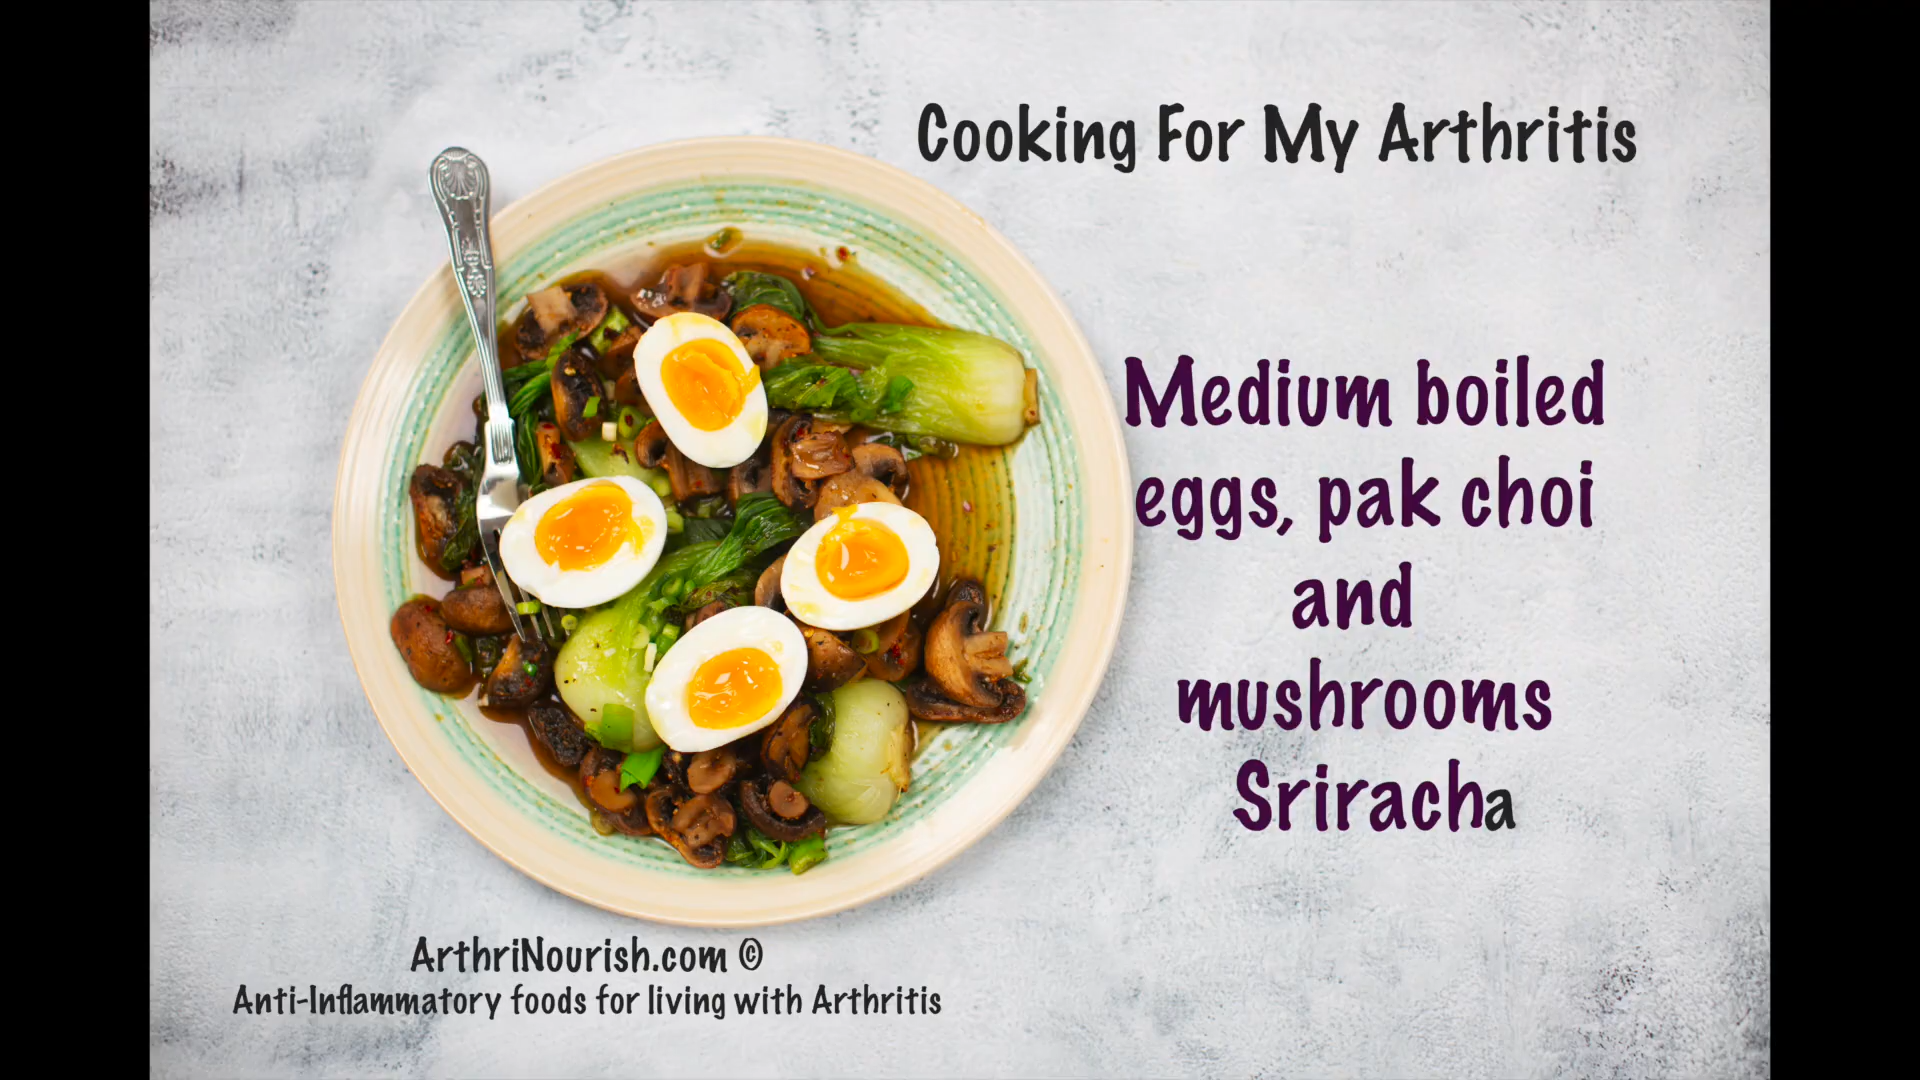 Cooking For My Arthritis
Medium boiled
eggs, pak choi
and
mushrooms
Sriracha
ArthriNourish.com ©
Anti-Inflammatory foods for living with Arthritis